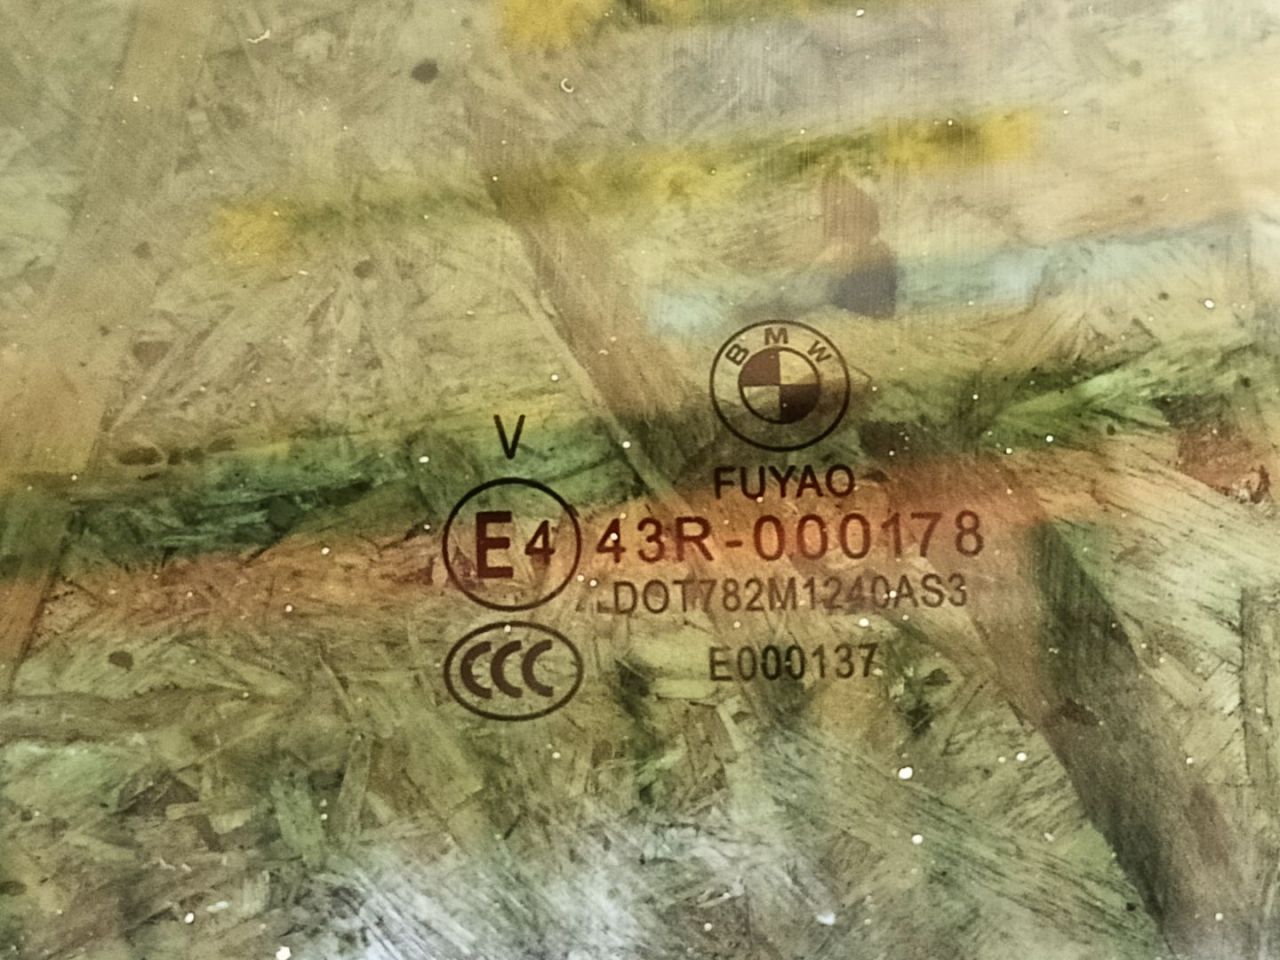 BMW
V
FUYAO
E4 43R-000178
DOT782M1240AS3
CCC E000137